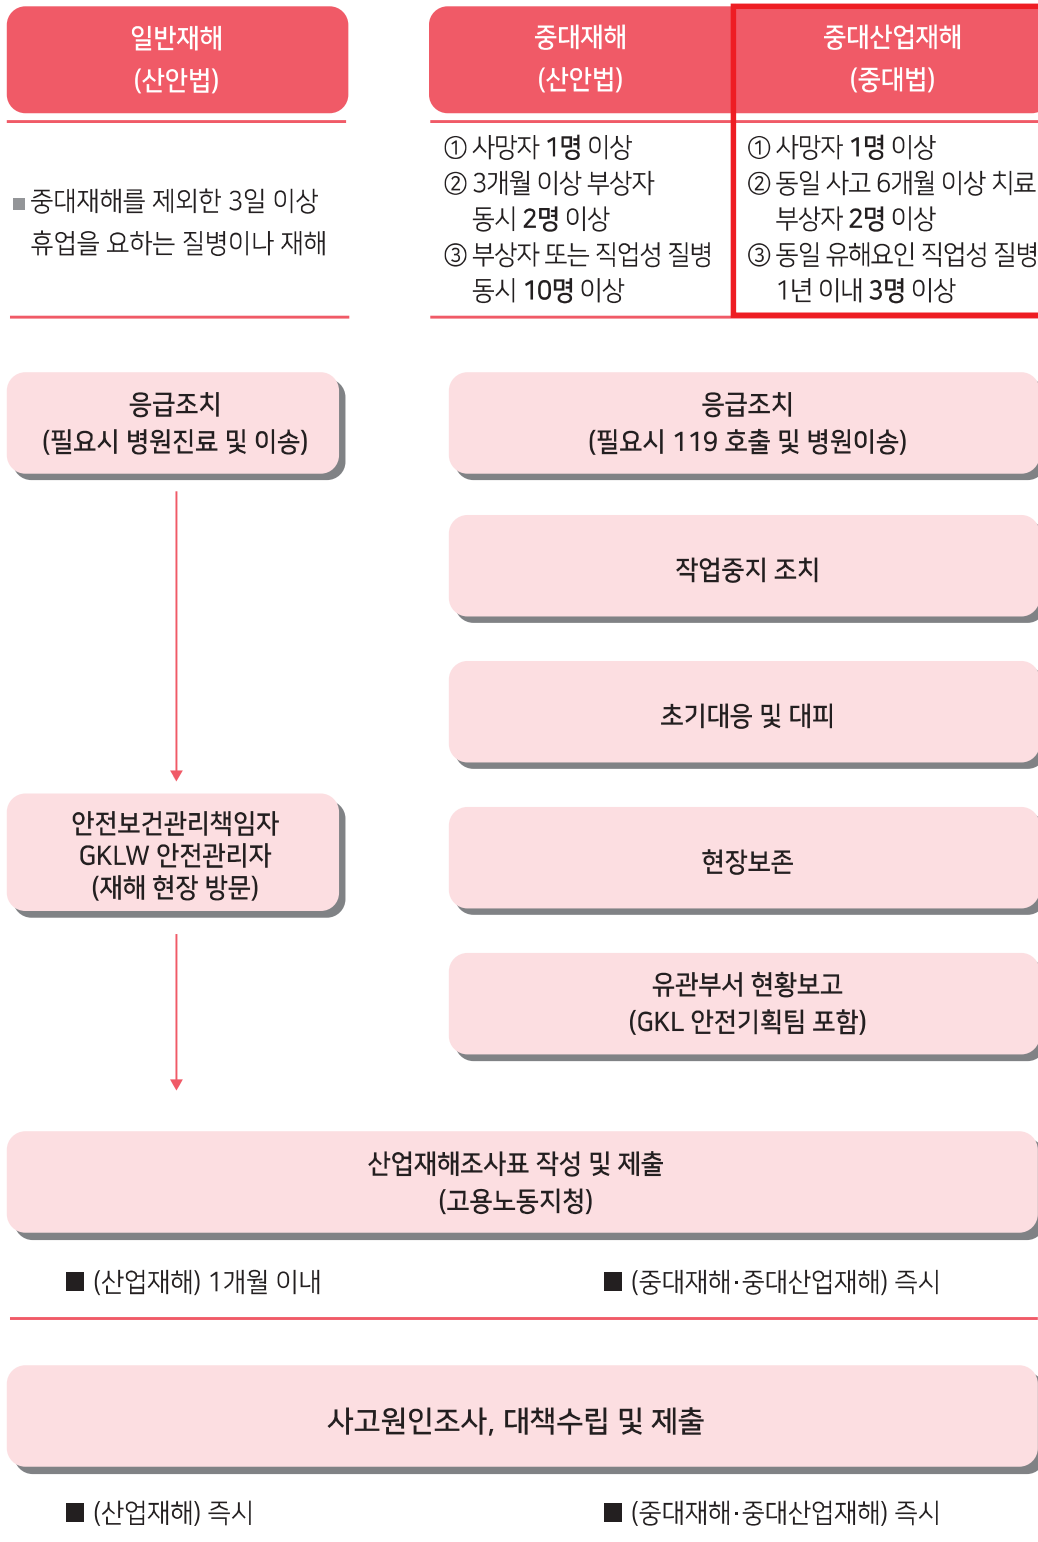 일반재해
(산안법)
■ 중대재해를 제외한 3일 이상
휴업을 요하는 질병이나 재해
중대재해
(산안법)
① 사망자 1명 이상
② 3개월 이상 부상자
동시 2명 이상
③ 부상자 또는 직업성 질병
동시 10명 이상
중대산업재해
(중대법)
① 사망자 1명 이상
② 동일 사고 6개월 이상 치료
부상자 2명 이상
③ 동일 유해요인 직업성 질병
1년 이내 3명 이상
응급조치
(필요시 병원진료 및 이송)
안전보건관리책임자
GKLW 안전관리자
(재해 현장 방문)
응급조치
(필요시 119 호출 및 병원이송)
작업중지 조치
초기대응 및 대피
현장보존
유관부서 현황보고
(GKL 안전기획팀 포함)
산업재해조사표 작성 및 제출
(고용노동지청)
■ (산업재해) 1개월 이내
■ (중대재해·중대산업재해) 즉시
사고원인조사, 대책수립 및 제출
■ (산업재해) 즉시
■ (중대재해·중대산업재해) 즉시